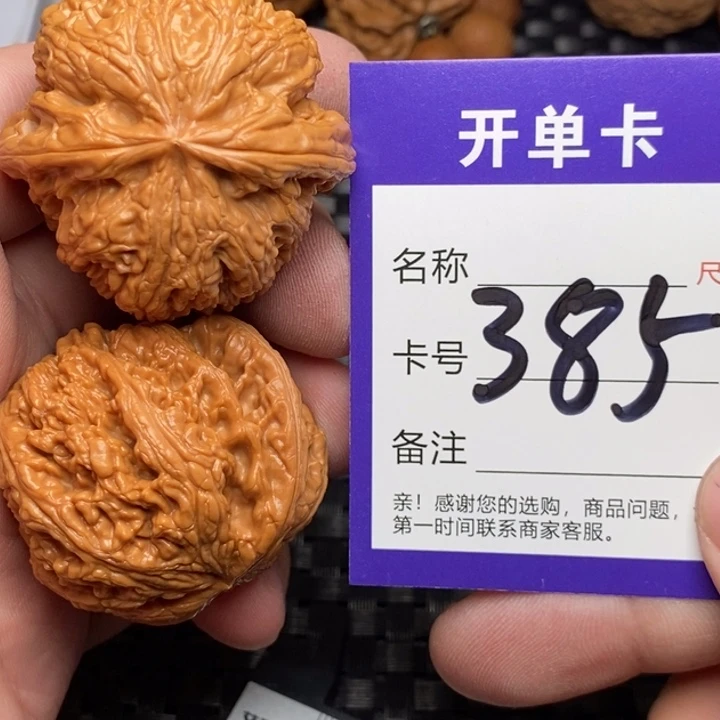 开单卡
名称 尺
卡号 385
备注
亲！感谢您的选购，商品问题，
第一时间联系商家客服。